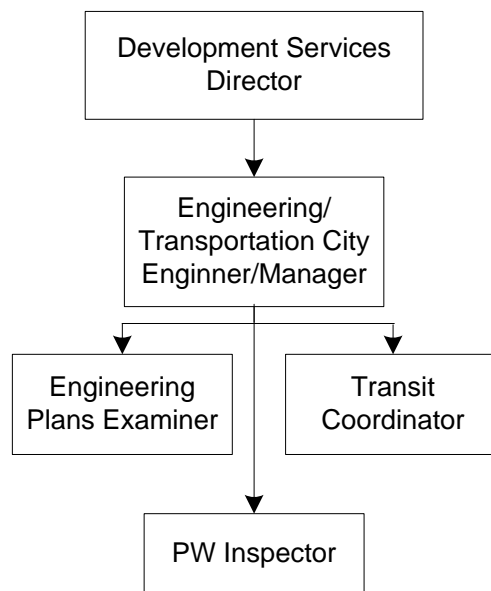 Development Services
Director
Engineering/
Transportation City
Enginner/Manager
Engineering
Plans Examiner
Transit
Coordinator
PW Inspector